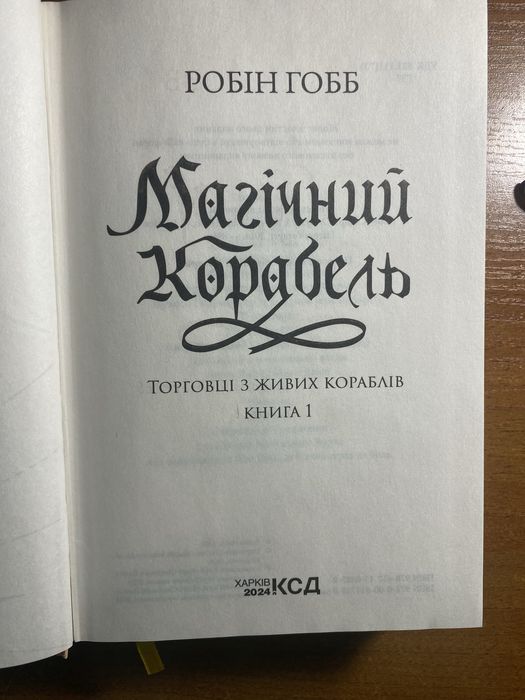 РОБІН ГОББ
Магічний
Корабель
ТОРГОВЦІ З ЖИВИХ КОРАБЛІВ
КНИГА 1
ХАРКІВ
2024
КСД